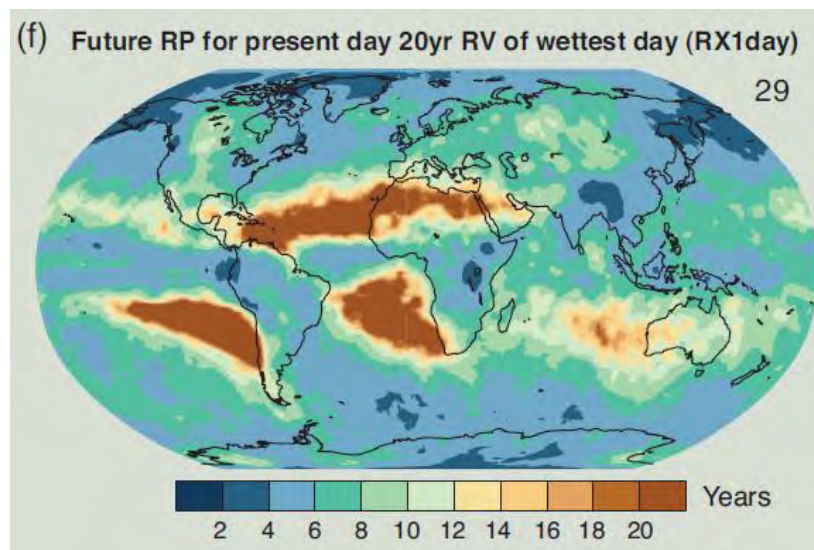 (f) Future RP for present day 20yr RV of wettest day (RX1day)
29
Years
2 4 6 8 10 12 14 16 18 20